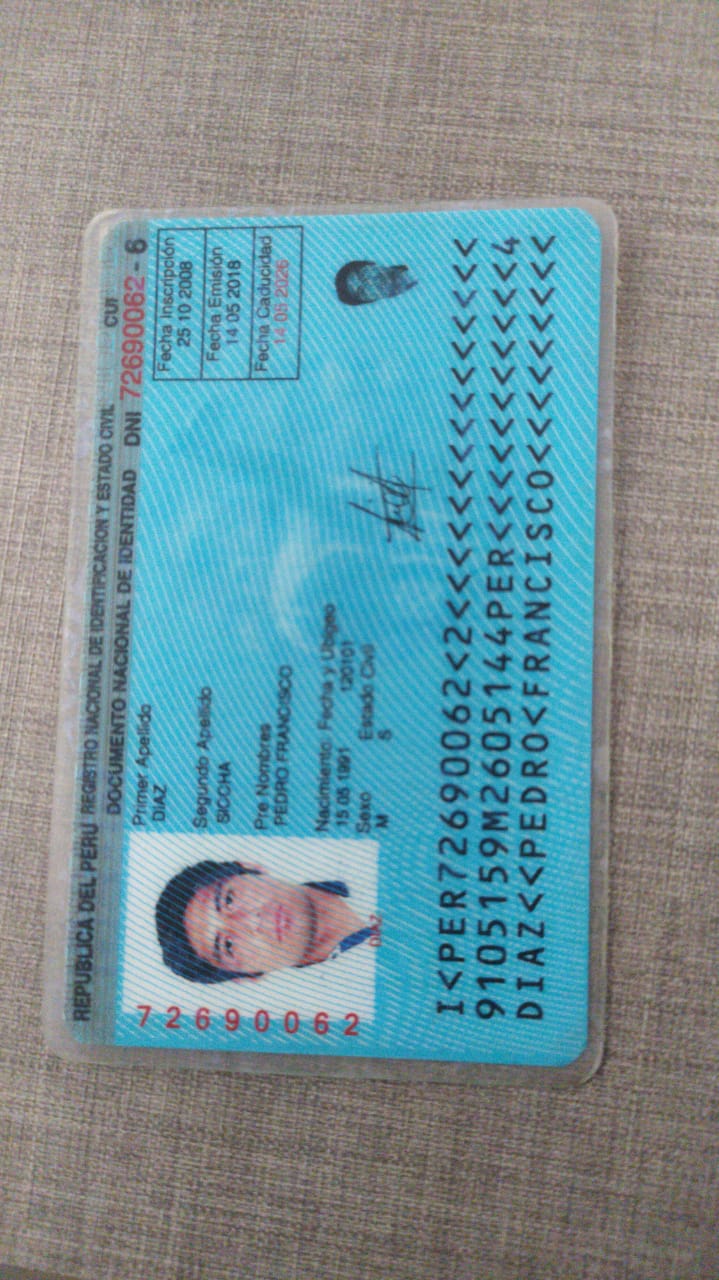 REPUBLICA DEL PERU REGISTRO NACIONAL DE IDENTIFICACION Y ESTADO CIVIL CUI
DOCUMENTO NACIONAL DE IDENTIDAD DNI 72690062 - 6
Primer Apellido
DIAZ
Segundo Apellido
SICCHA
Pre Nombres
PEDRO FRANCISCO
Nacimiento: Fecha y Ubigeo
15 05 1991 120101
Sexo Estado Civil
M S
Fecha Inscripción
25 10 2008
Fecha Emisión
14 05 2018
Fecha Caducidad
14 05 2026
72690062
DIAZ
I<PER72690062<2<<<<<<<<<<<<<<<
9105159M2605144PER<<<<<<<<<<<4
DIAZ<<PEDRO<FRANCISCO<<<<<<<<<